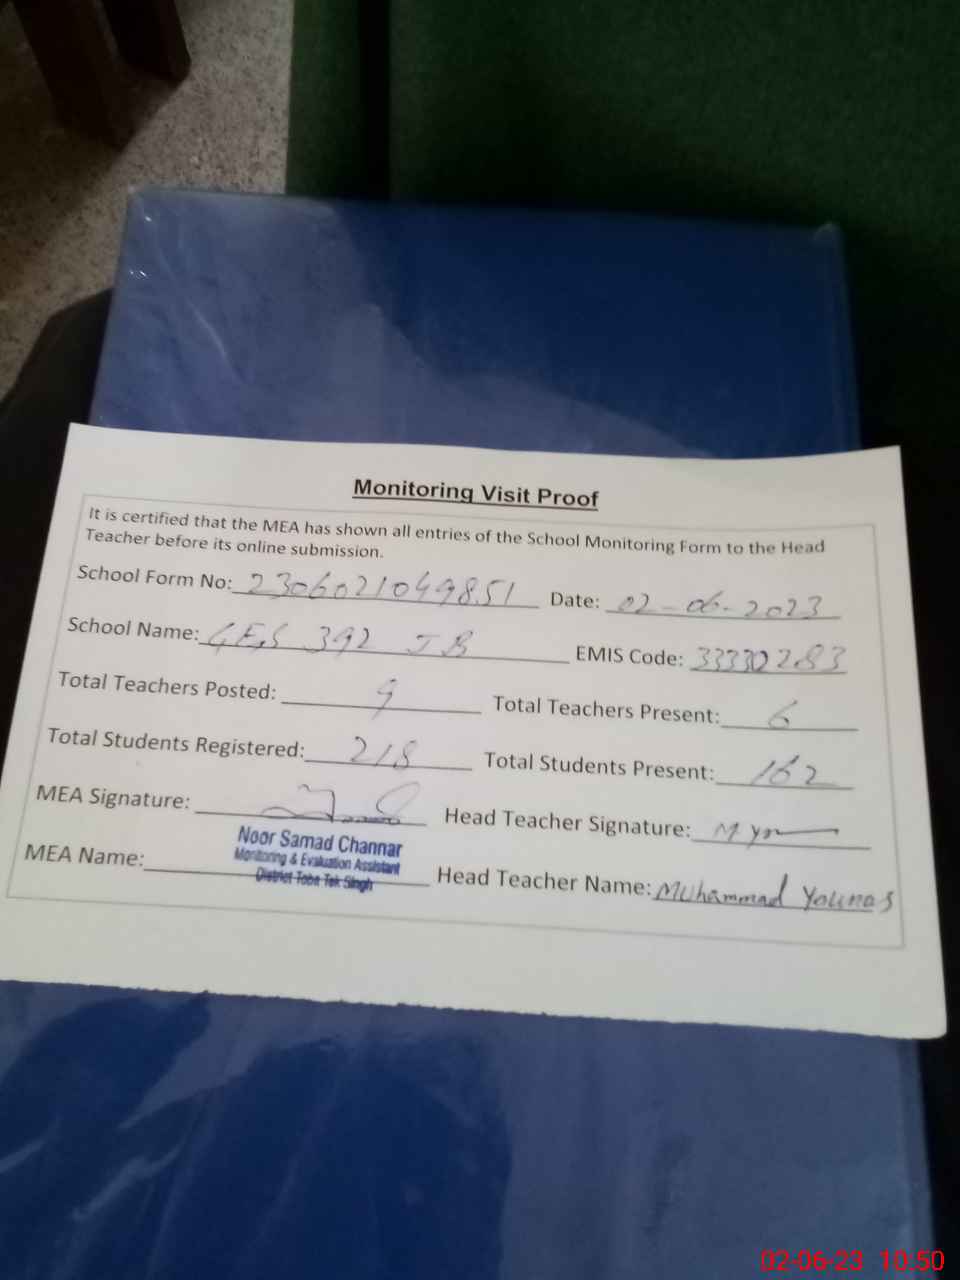 Monitoring Visit Proof
It is certified that the MEA has shown all entries of the School Monitoring Form to the Head
Teacher before its online submission.
School Form No: 2306021049851 Date: 02-06-2023
School Name: GES 392 JB EMIS Code: 33330283
Total Teachers Posted: 9 Total Teachers Present: 6
Total Students Registered: 218 Total Students Present: 162
MEA Signature: Head Teacher Signature:
Noor Samad Channar
Monitoring & Evaluation Assistant
District Toba Tek Singh
MEA Name: Head Teacher Name: Muhammad Younas
02-06-23 10:50